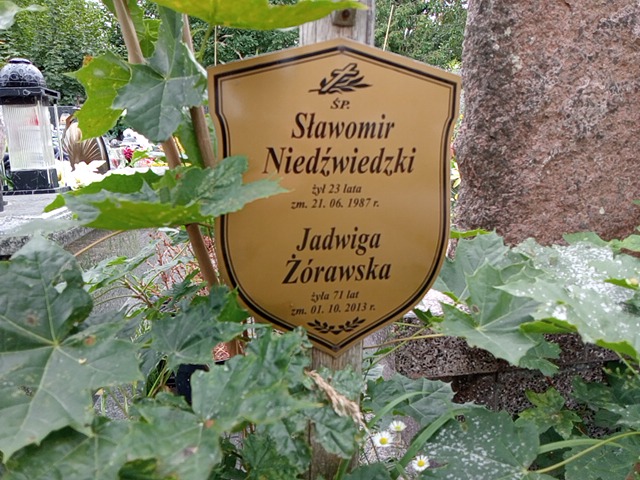 Ś.P.
Sławomir
Niedźwiedzki
żył 23 lata
zm. 21. 06. 1987 r.
Jadwiga
Żórawska
żyła 71 lat
zm. 01. 10. 2013 r.